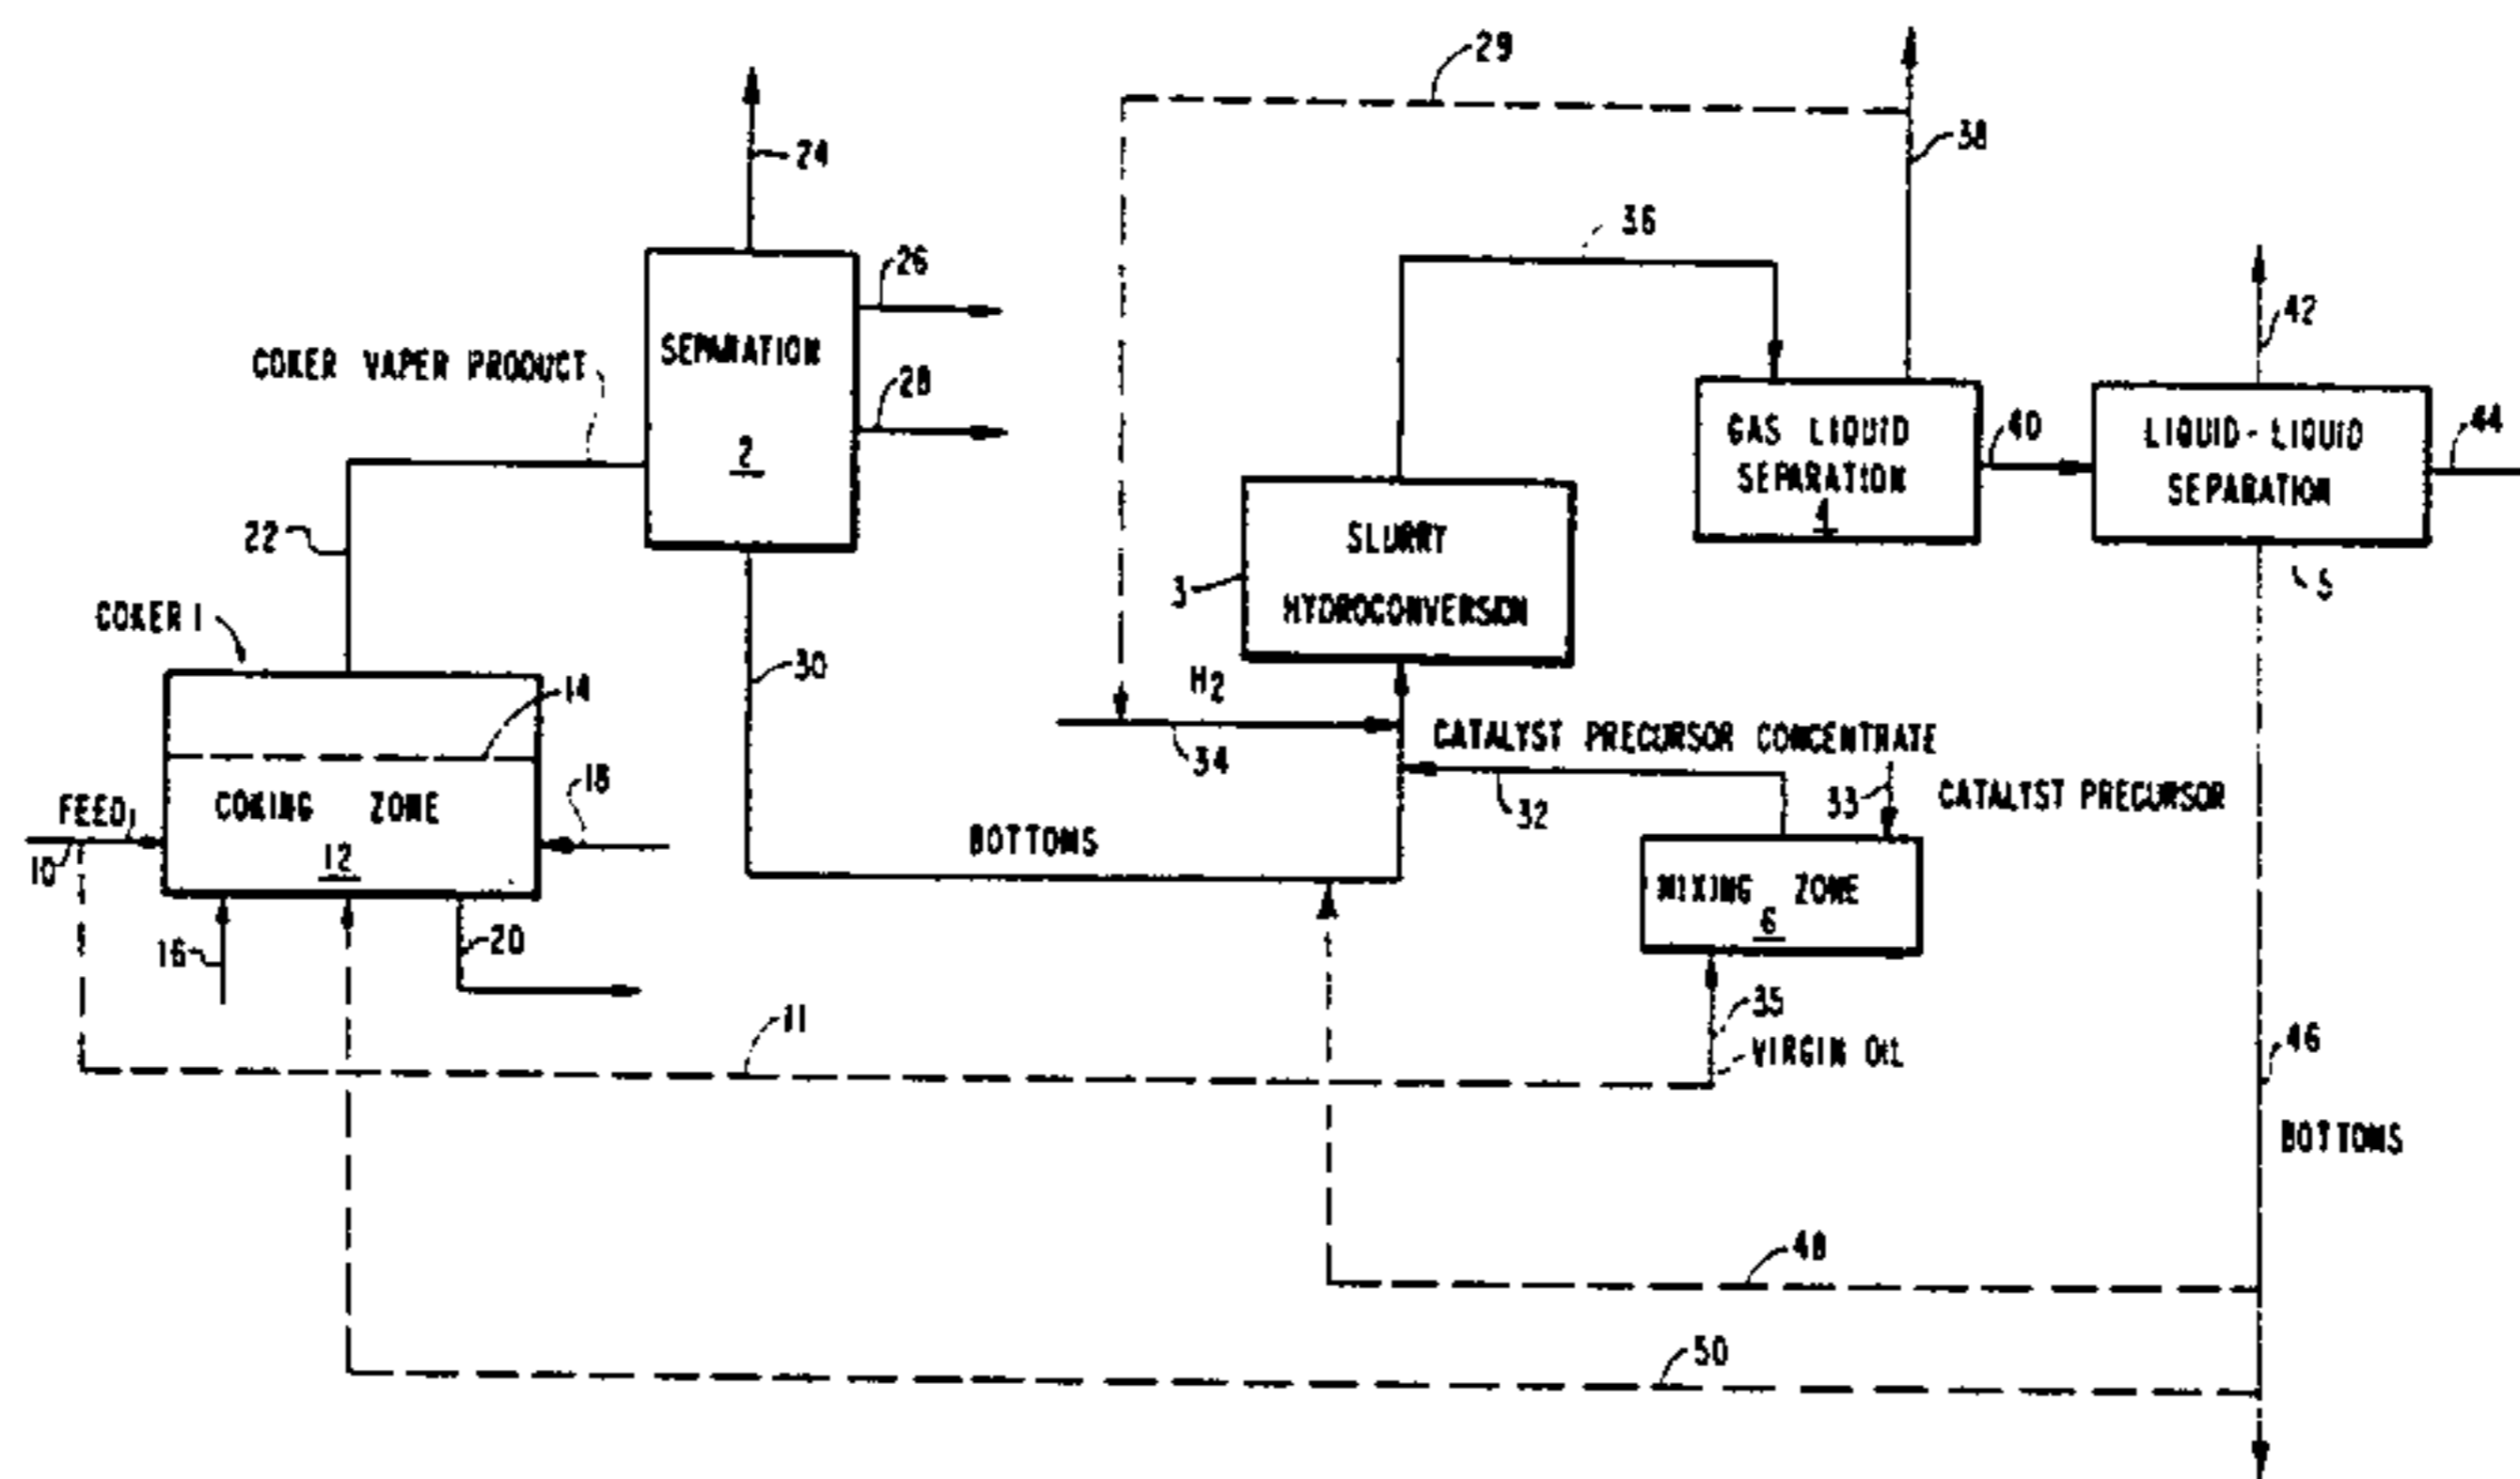 29
38
24
36
26
42
COKER VAPER PRODUCT
SEPARATION
28
2
GAS LIQUID
SEPARATION
4
40
LIQUID-LIQUID
SEPARATION
44
22
SLURRY
HYDROCONVERSION
3
5
COKER 1
30
14
H2
34
CATALYST PRECURSOR CONCENTRATE
33
CATALYST PRECURSOR
32
FEED
10
COKING ZONE
12
18
BOTTOMS
MIXING ZONE
6
16
20
11
35
VIRGIN OIL
46
BOTTOMS
48
50